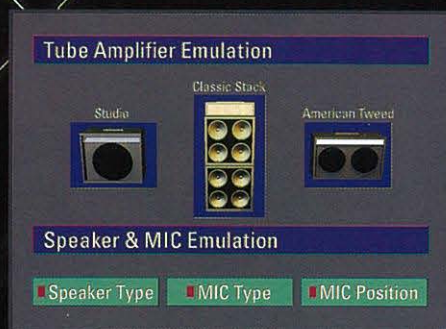 Tube Amplifier Emulation
Classic Stack
Studio
American Tweed
Speaker & MIC Emulation
Speaker Type
MIC Type
MIC Position